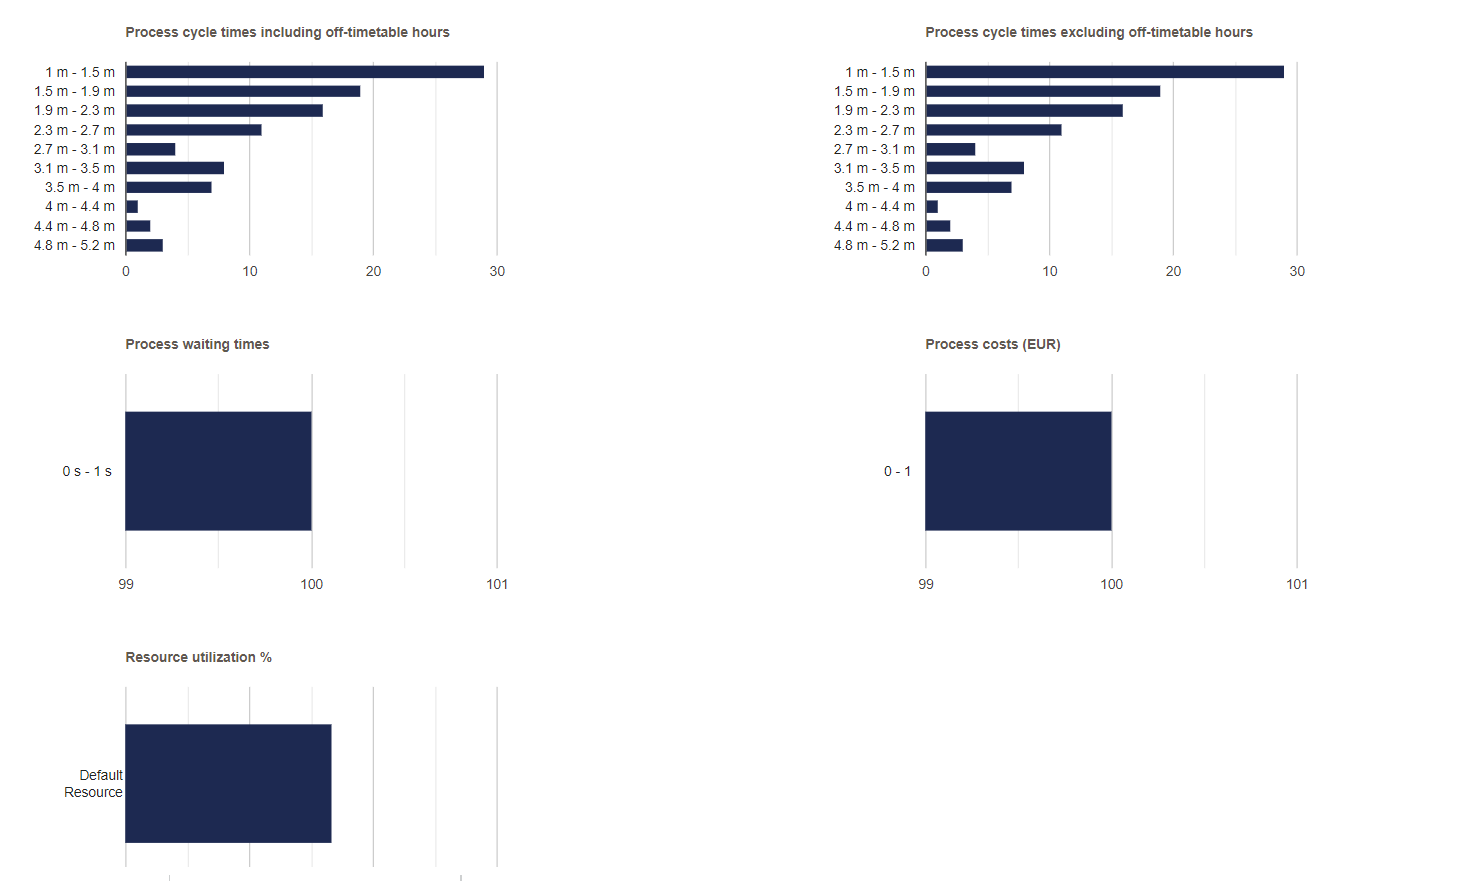 Process cycle times including off-timetable hours
1 m - 1.5 m
1.5 m - 1.9 m
1.9 m - 2.3 m
2.3 m - 2.7 m
2.7 m - 3.1 m
3.1 m - 3.5 m
3.5 m - 4 m
4 m - 4.4 m
4.4 m - 4.8 m
4.8 m - 5.2 m
0 10 20 30
Process cycle times excluding off-timetable hours
1 m - 1.5 m
1.5 m - 1.9 m
1.9 m - 2.3 m
2.3 m - 2.7 m
2.7 m - 3.1 m
3.1 m - 3.5 m
3.5 m - 4 m
4 m - 4.4 m
4.4 m - 4.8 m
4.8 m - 5.2 m
0 10 20 30
Process waiting times
0 s - 1 s
99 100 101
Process costs (EUR)
0 - 1
99 100 101
Resource utilization %
Default
Resource